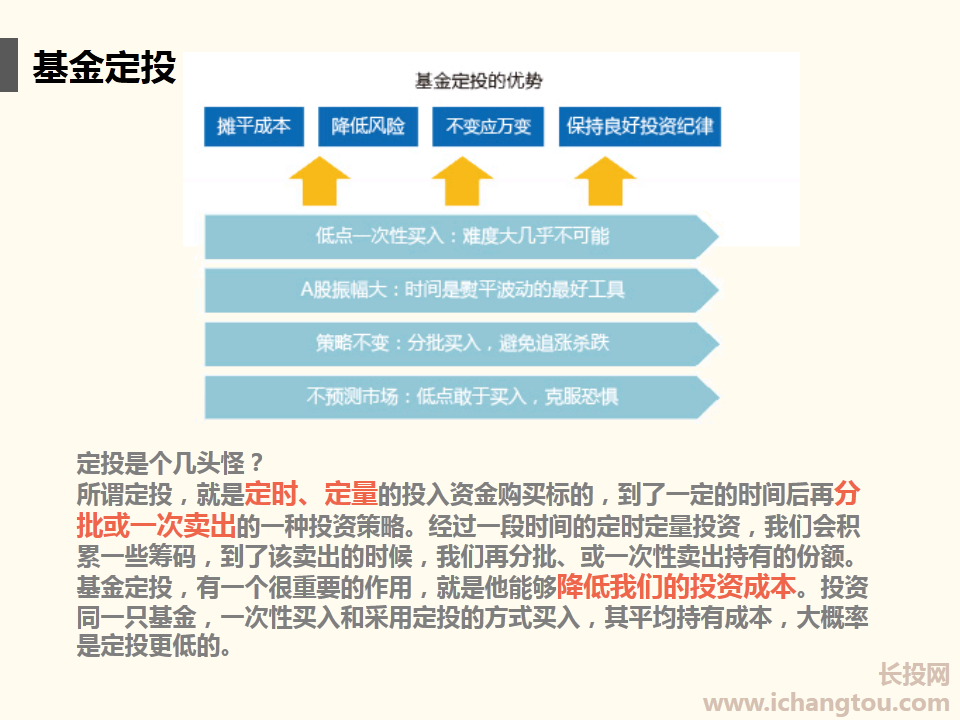 基金定投
基金定投的优势
摊平成本 降低风险 不变应万变 保持良好投资纪律
低点一次性买入：难度大几乎不可能
A股振幅大：时间是熨平波动的最好工具
策略不变：分批买入，避免追涨杀跌
不预测市场：低点敢于买入，克服恐惧
定投是个几头怪？
所谓定投，就是定时、定量的投入资金购买标的，到了一定的时间后再分
批或一次卖出的一种投资策略。经过一段时间的定时定量投资，我们会积
累一些筹码，到了该卖出的时候，我们再分批、或一次性卖出持有的份额。
基金定投，有一个很重要的作用，就是他能够降低我们的投资成本。投资
同一只基金，一次性买入和采用定投的方式买入，其平均持有成本，大概率
是定投更低的。
长投网
www.ichangtou.com